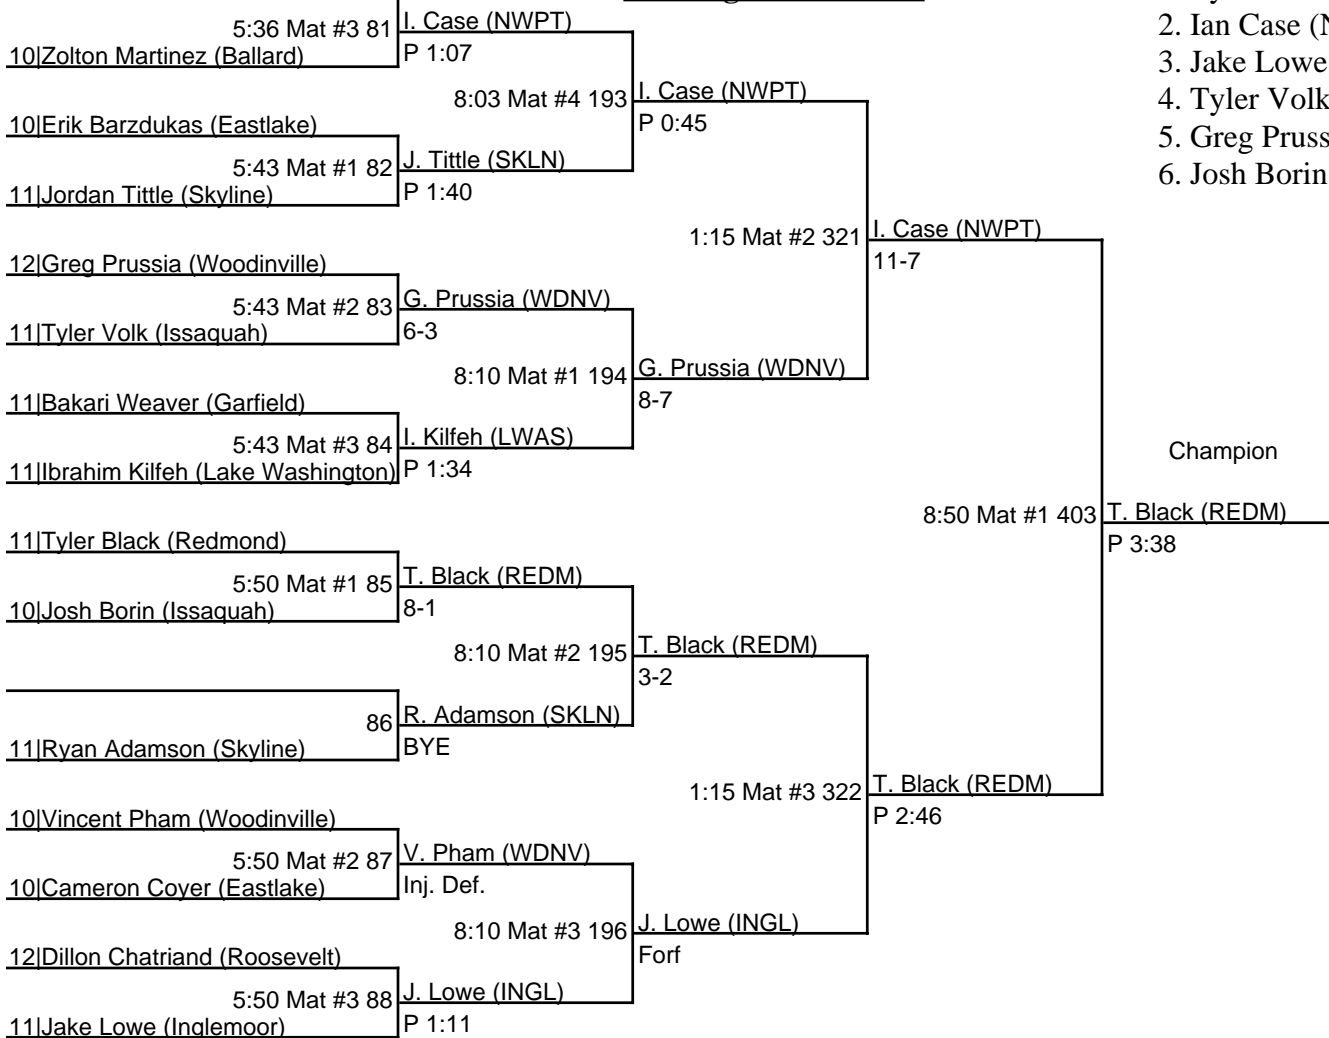 5:36 Mat #3 81
I. Case (NWPT)
10|Zolton Martinez (Ballard)
P 1:07
8:03 Mat #4 193
I. Case (NWPT)
P 0:45
10|Erik Barzdukas (Eastlake)
5:43 Mat #1 82
J. Tittle (SKLN)
11|Jordan Tittle (Skyline)
P 1:40
1:15 Mat #2 321
I. Case (NWPT)
11-7
12|Greg Prussia (Woodinville)
5:43 Mat #2 83
G. Prussia (WDNV)
11|Tyler Volk (Issaquah)
6-3
8:10 Mat #1 194
G. Prussia (WDNV)
8-7
11|Bakari Weaver (Garfield)
5:43 Mat #3 84
I. Kilfeh (LWAS)
11|Ibrahim Kilfeh (Lake Washington)
P 1:34
Champion
8:50 Mat #1 403
T. Black (REDM)
P 3:38
11|Tyler Black (Redmond)
5:50 Mat #1 85
T. Black (REDM)
10|Josh Borin (Issaquah)
8-1
8:10 Mat #2 195
T. Black (REDM)
3-2
86
R. Adamson (SKLN)
11|Ryan Adamson (Skyline)
BYE
1:15 Mat #3 322
T. Black (REDM)
P 2:46
10|Vincent Pham (Woodinville)
5:50 Mat #2 87
V. Pham (WDNV)
10|Cameron Coyer (Eastlake)
Inj. Def.
8:10 Mat #3 196
J. Lowe (INGL)
Forf
12|Dillon Chatriand (Roosevelt)
5:50 Mat #3 88
J. Lowe (INGL)
11|Jake Lowe (Inglemoor)
P 1:11
2. Ian Case (N
3. Jake Lowe
4. Tyler Volk
5. Greg Pruss
6. Josh Borin